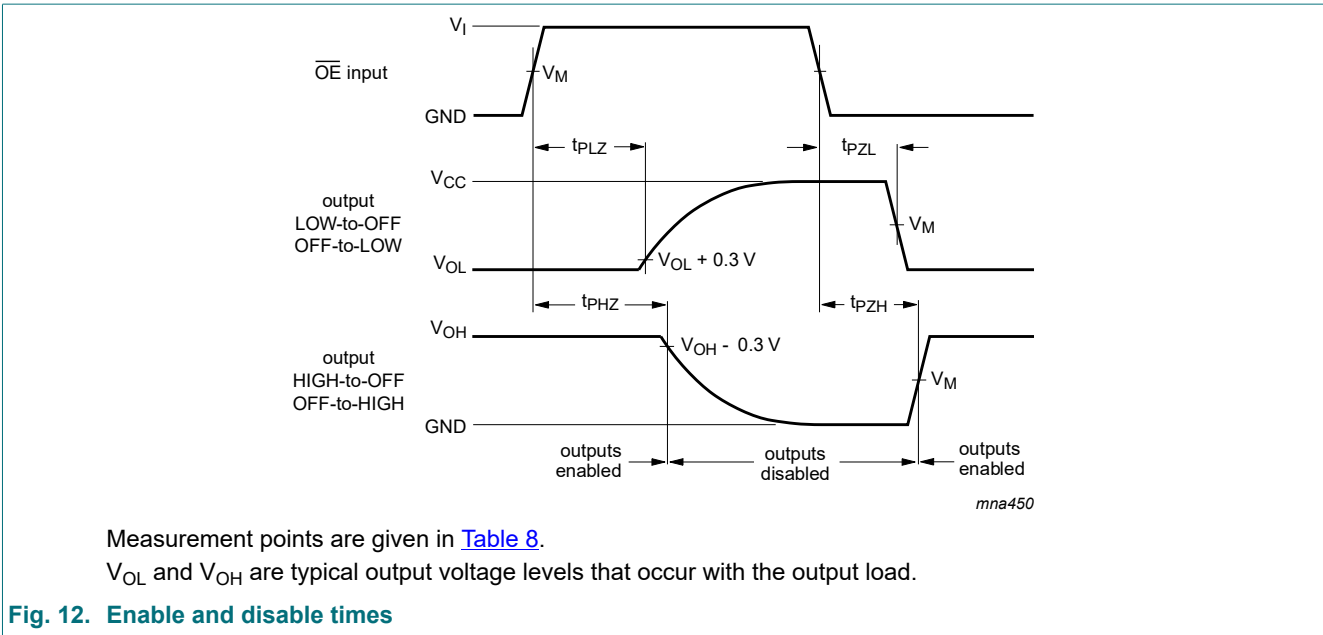 V_I
OE input
V_M
GND
t_PLZ
t_PZL
V_CC
output
LOW-to-OFF
OFF-to-LOW
V_M
V_OL
V_OL + 0.3 V
t_PHZ
t_PZH
V_OH
V_OH - 0.3 V
output
HIGH-to-OFF
OFF-to-HIGH
V_M
GND
outputs
enabled
outputs
disabled
outputs
enabled
mna450
Measurement points are given in Table 8.
V_OL and V_OH are typical output voltage levels that occur with the output load.
Fig. 12. Enable and disable times